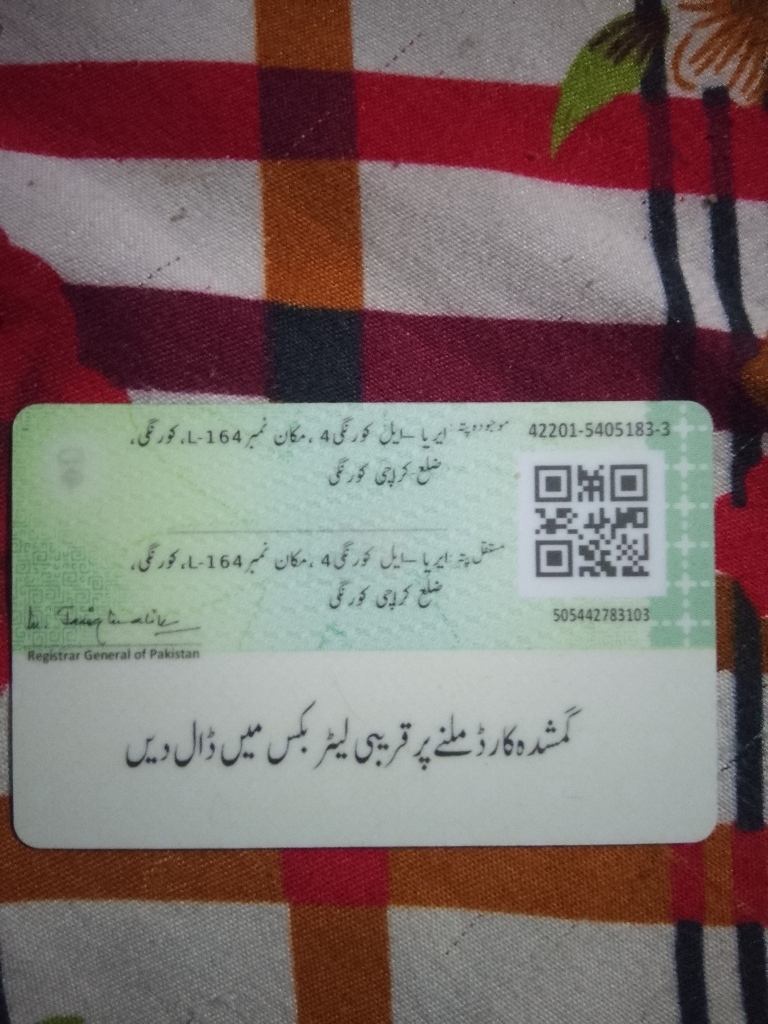 42201-5405183-3
موجودہ پتہ: ایریا ـ ایل کورنگی 4 ، مکان نمبر L-164، کورنگی،
ضلع کراچی کورنگی
مستقل پتہ: ایریا ـ ایل کورنگی 4 ، مکان نمبر L-164، کورنگی،
ضلع کراچی کورنگی
505442783103
Registrar General of Pakistan
گمشدہ کارڈ ملنے پر قریبی لیٹر بکس میں ڈال دیں